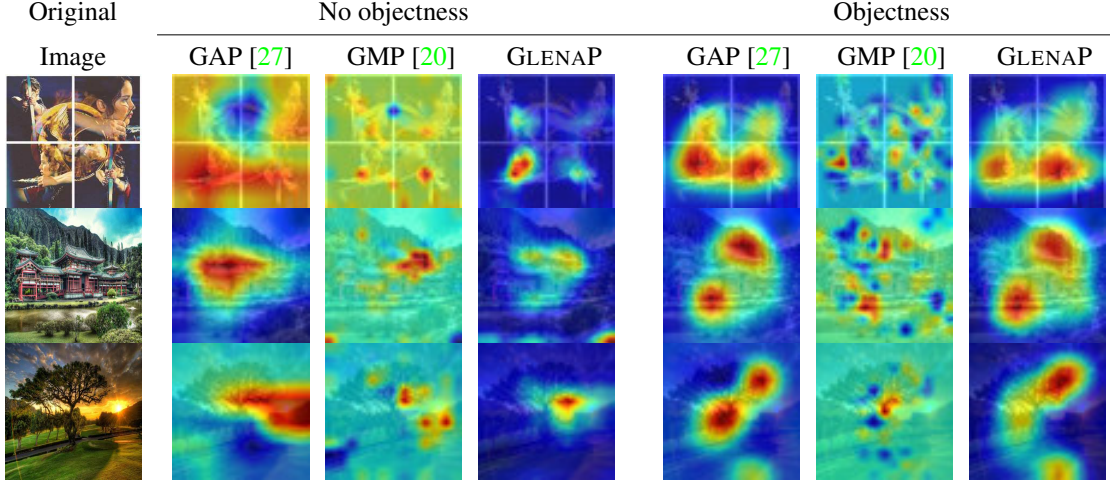 Original No objectness Objectness
Image GAP [27] GMP [20] GLENAP GAP [27] GMP [20] GLENAP